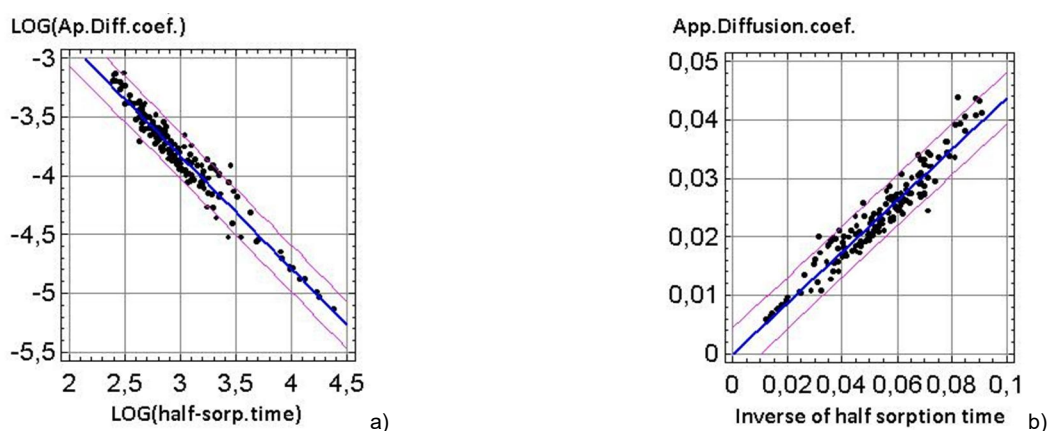 LOG(Ap.Diff.coef.)
-3
-3,5
-4
-4,5
-5
-5,5
2 2,5 3 3,5 4 4,5
LOG(half-sorp.time)
a)
App.Diffusion.coef.
0,05
0,04
0,03
0,02
0,01
0
0 0,02 0,04 0,06 0,08 0,1
Inverse of half sorption time
b)